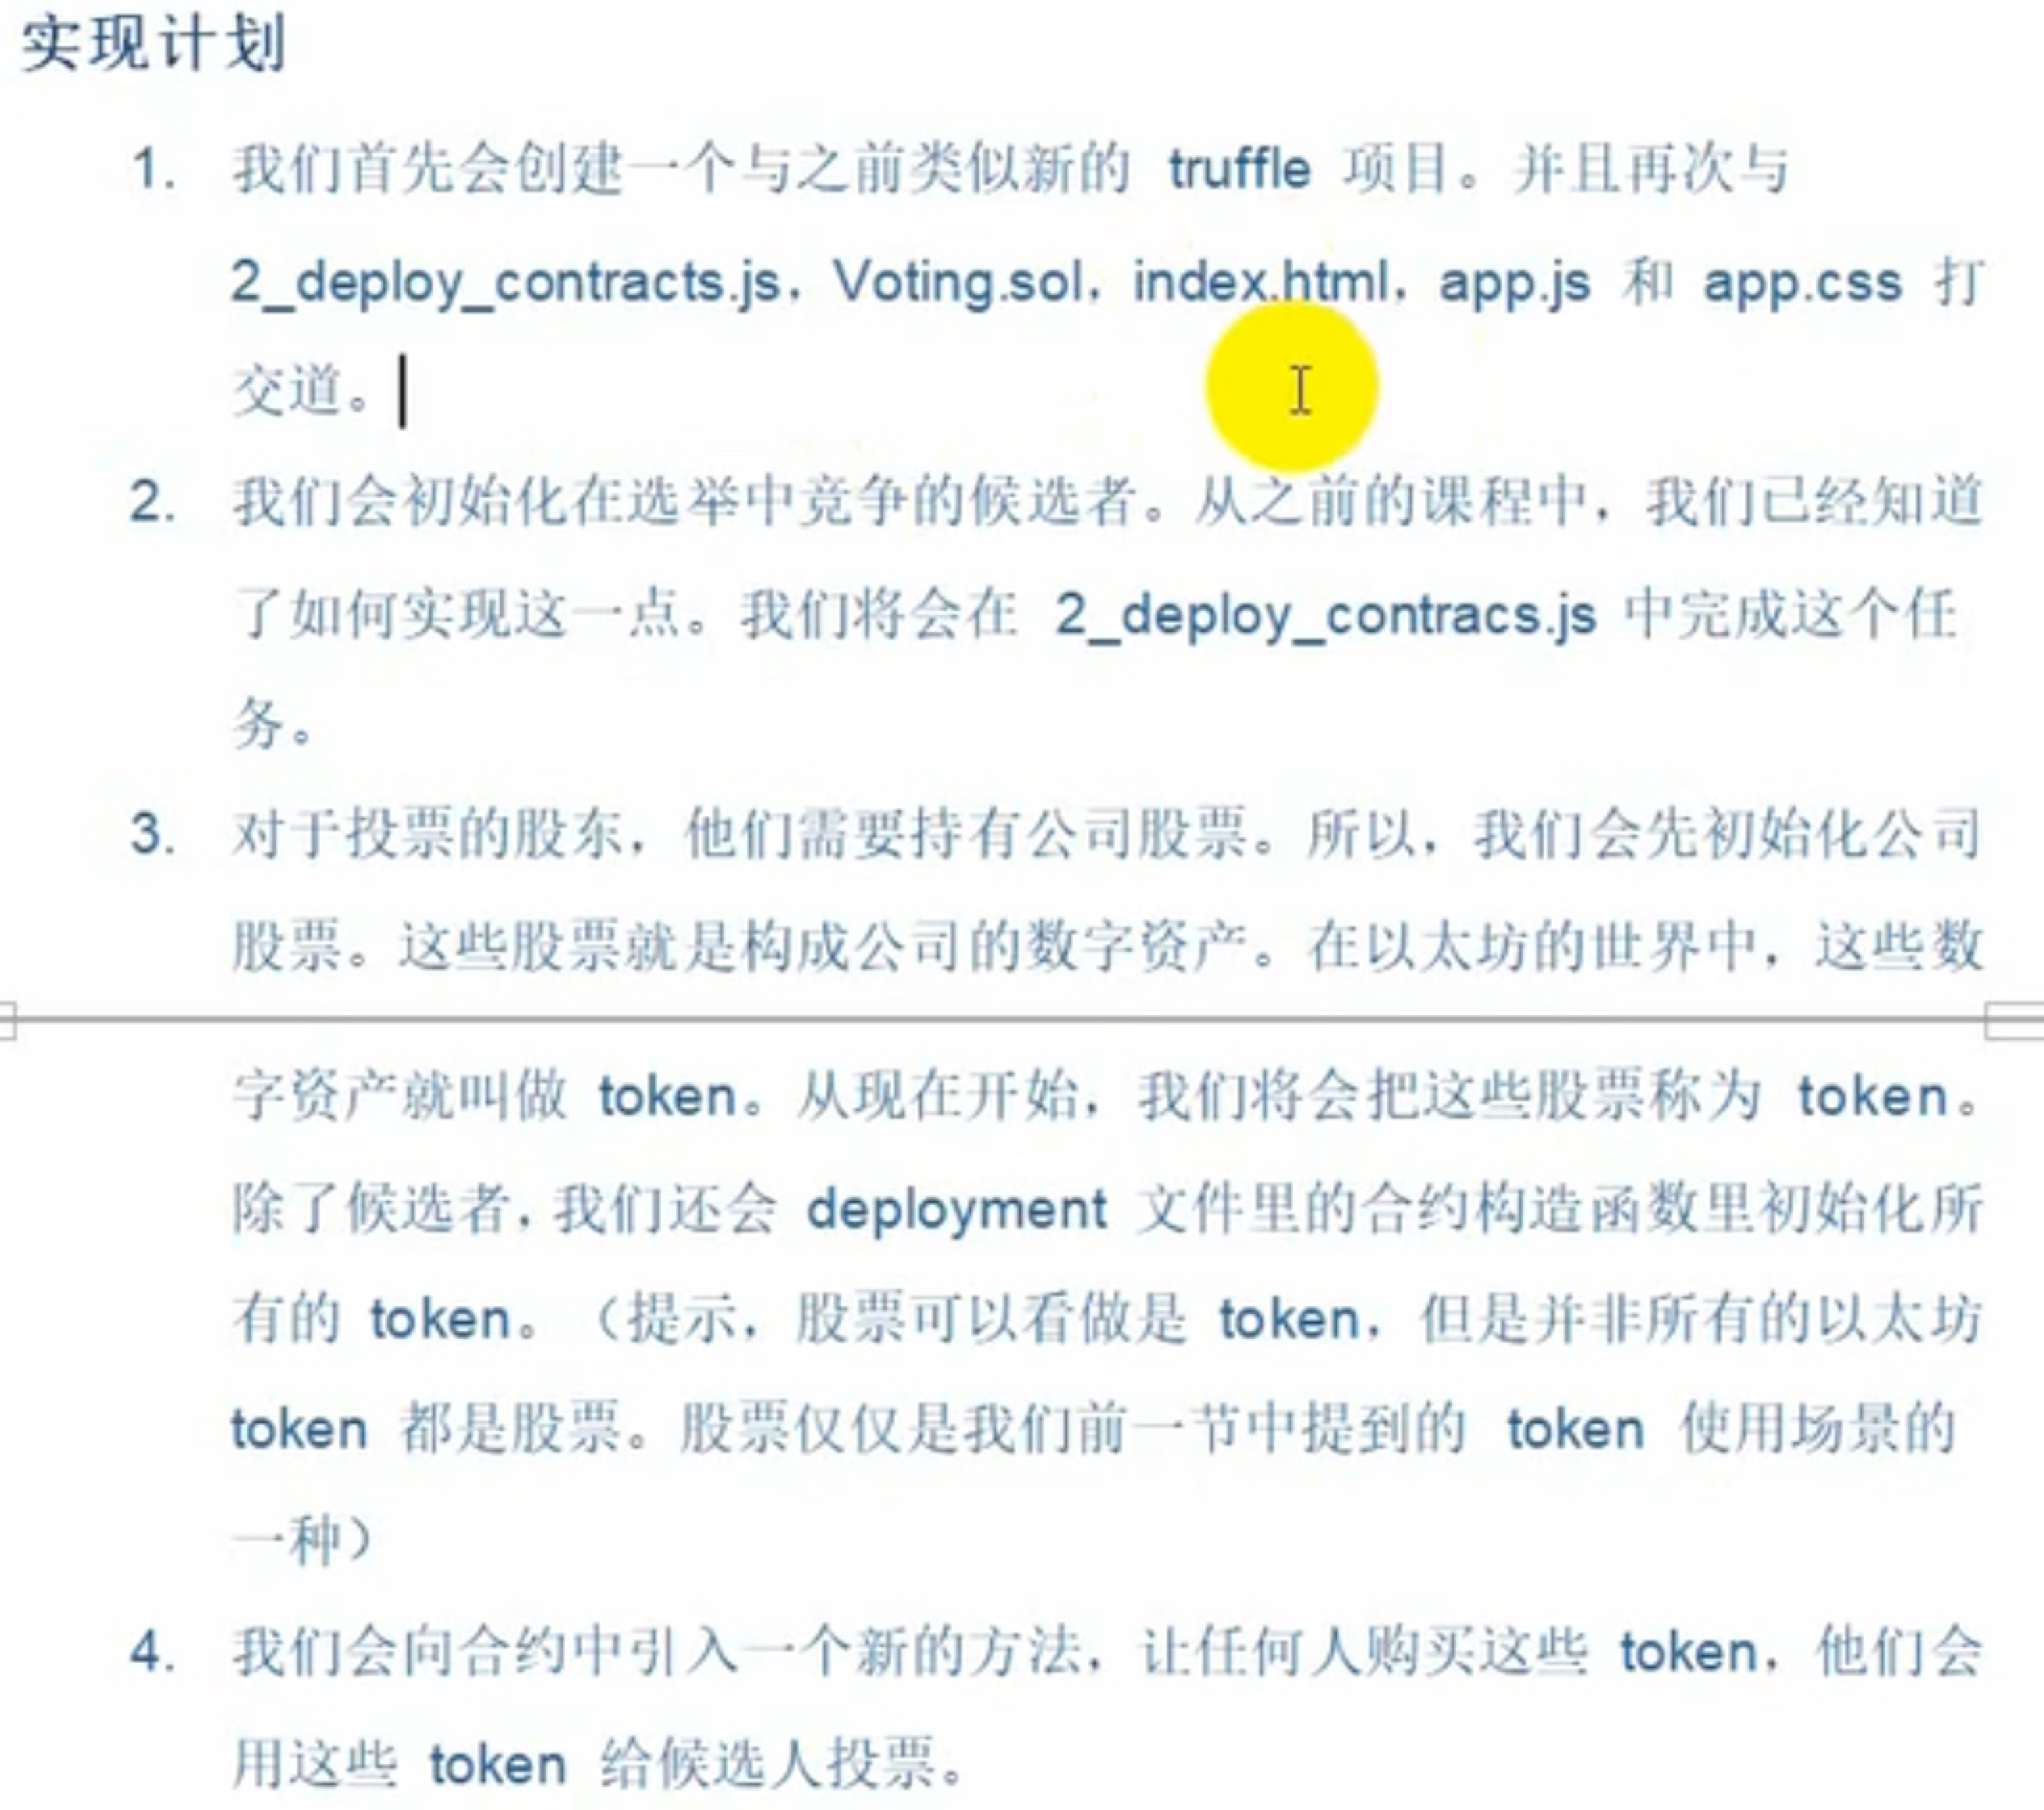 实现计划
1. 我们首先会创建一个与之前类似新的 truffle 项目。并且再次与
2_deploy_contracts.js，Voting.sol，index.html，app.js 和 app.css 打
交道。
2. 我们会初始化在选举中竞争的候选者。从之前的课程中，我们已经知道
了如何实现这一点。我们将会在 2_deploy_contracs.js 中完成这个任
务。
3. 对于投票的股东，他们需要持有公司股票。所以，我们会先初始化公司
股票。这些股票就是构成公司的数字资产。在以太坊的世界中，这些数
字资产就叫做 token。从现在开始，我们将会把这些股票称为 token。
除了候选者，我们还会 deployment 文件里的合约构造函数里初始化所
有的 token。（提示，股票可以看做是 token，但是并非所有的以太坊
token 都是股票。股票仅仅是我们前一节中提到的 token 使用场景的
一种）
4. 我们会向合约中引入一个新的方法，让任何人购买这些 token，他们会
用这些 token 给候选人投票。